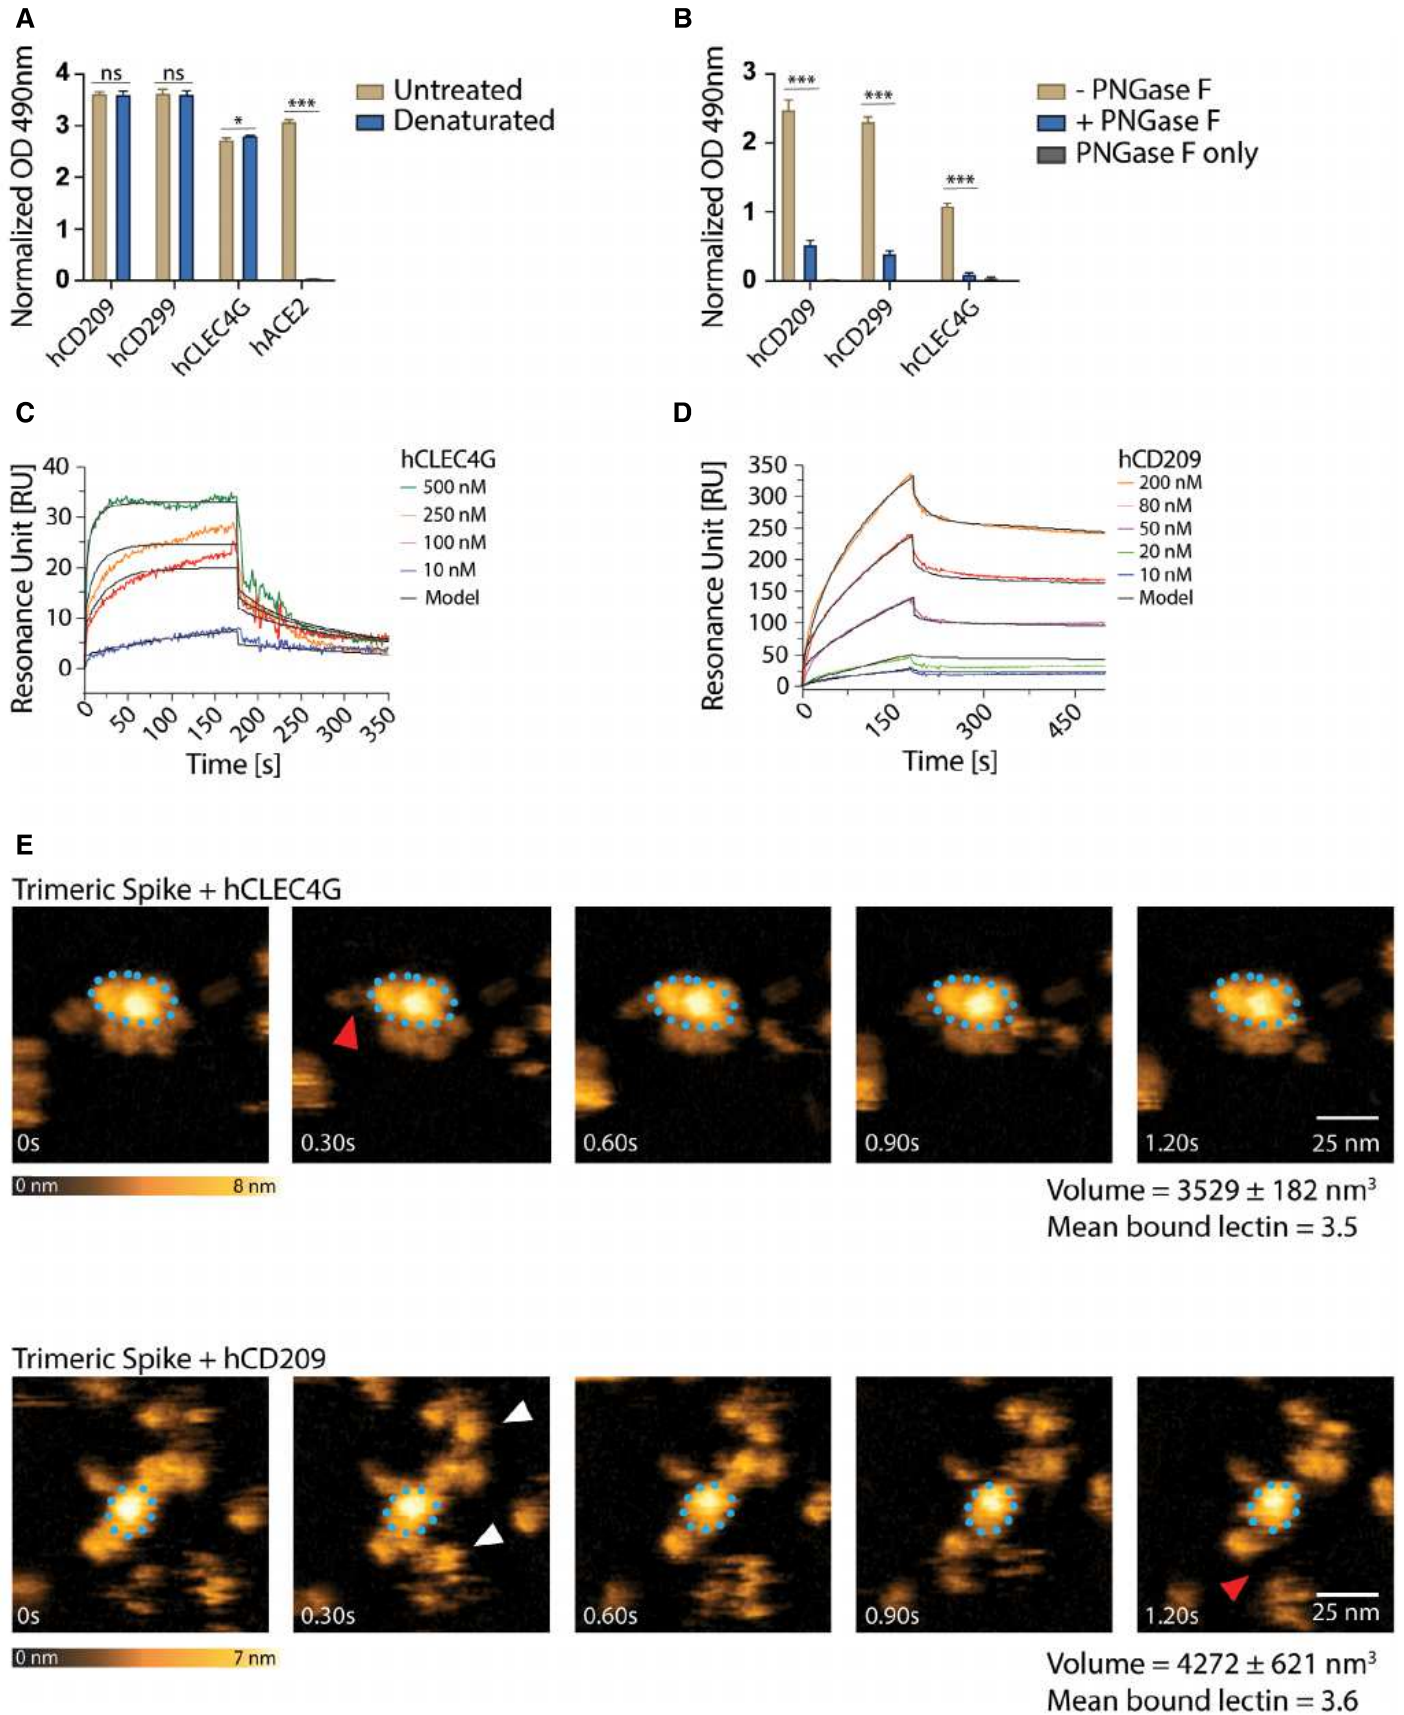 A
Normalized OD 490nm
4
3
2
1
0
ns
ns
*
***
hCD209
hCD299
hCLEC4G
hACE2
Untreated
Denaturated
B
Normalized OD 490nm
3
2
1
0
***
***
***
hCD209
hCD299
hCLEC4G
- PNGase F
+ PNGase F
PNGase F only
C
Resonance Unit [RU]
40
30
20
10
0
0
50
100
150
200
250
300
350
Time [s]
hCLEC4G
500 nM
250 nM
100 nM
10 nM
Model
D
Resonance Unit [RU]
350
300
250
200
150
100
50
0
0
150
300
450
Time [s]
hCD209
200 nM
80 nM
50 nM
20 nM
10 nM
Model
E
Trimeric Spike + hCLEC4G
0s
0.30s
0.60s
0.90s
1.20s
25 nm
0 nm 8 nm
Volume = 3529 ± 182 nm³
Mean bound lectin = 3.5
Trimeric Spike + hCD209
0s
0.30s
0.60s
0.90s
1.20s
25 nm
0 nm 7 nm
Volume = 4272 ± 621 nm³
Mean bound lectin = 3.6